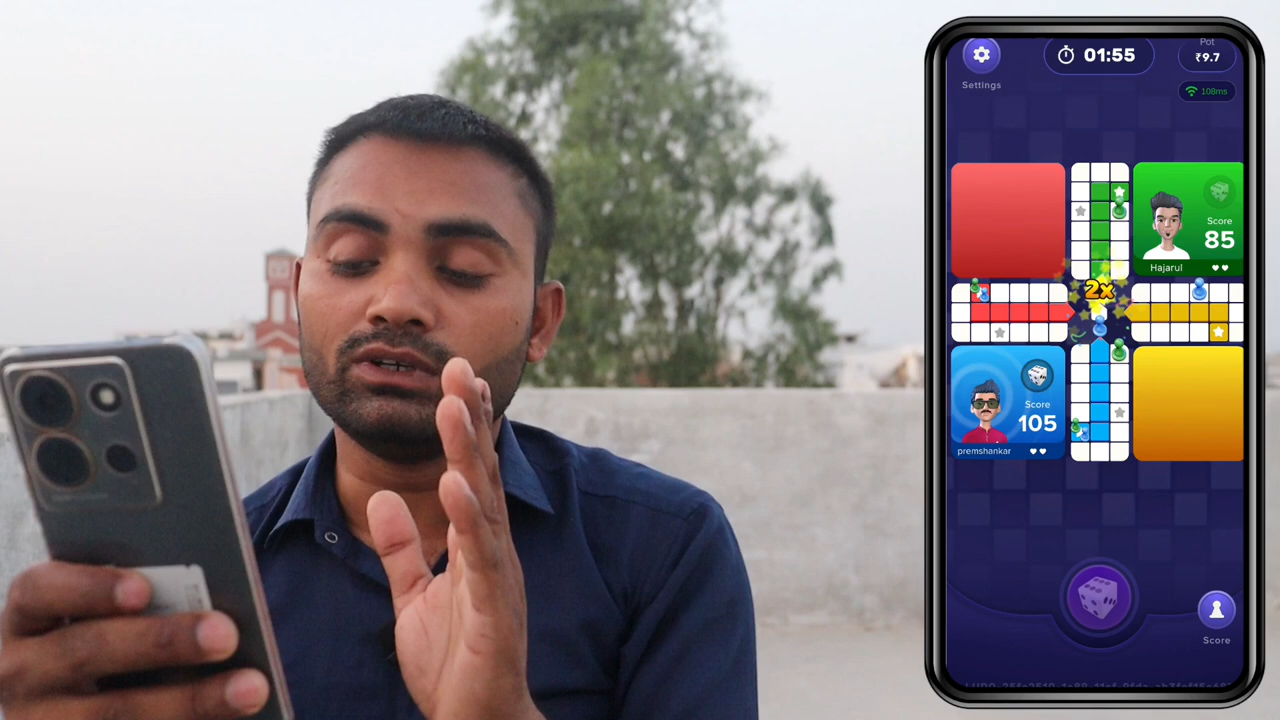 Pot
01:55
₹9.7
Settings
108ms
Score
85
Hajarul
2x
Score
105
premshankar
Score